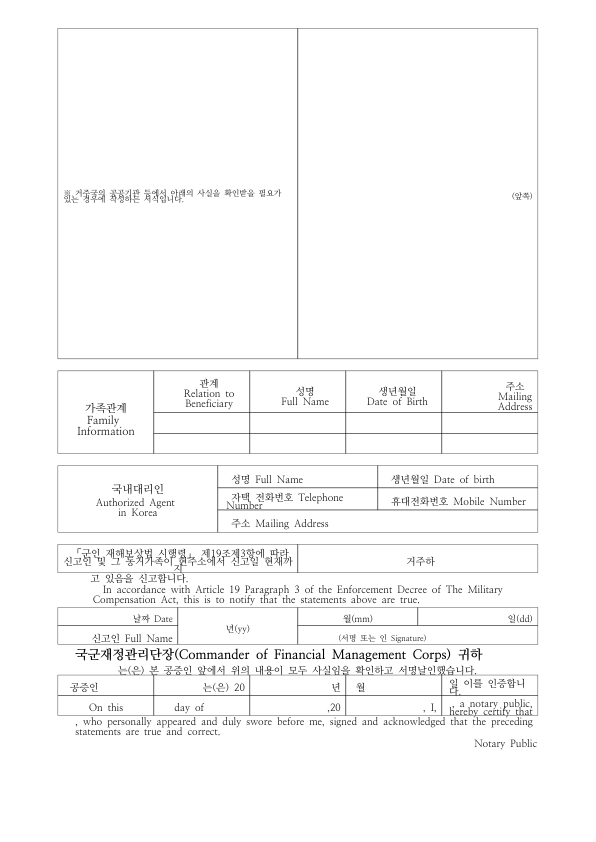 ※ 거주국의 공공기관 등에서 아래의 사실을 확인받을 필요가
있는 경우에 작성하는 서식입니다.
(앞쪽)
가족관계
Family
Information
관계
Relation to
Beneficiary
성명
Full Name
생년월일
Date of Birth
주소
Mailing
Address
국내대리인
Authorized Agent
in Korea
성명 Full Name
생년월일 Date of birth
자택 전화번호 Telephone
Number
휴대전화번호 Mobile Number
주소 Mailing Address
「군인 재해보상법 시행령」 제19조제3항에 따라
신고인 및 그 동거가족이 현주소에서 신고일 현재까
지
거주하
고 있음을 신고합니다.
In accordance with Article 19 Paragraph 3 of the Enforcement Decree of The Military
Compensation Act, this is to notify that the statements above are true.
날짜 Date
년(yy)
월(mm)
일(dd)
신고인 Full Name
(서명 또는 인 Signature)
국군재정관리단장(Commander of Financial Management Corps) 귀하
는(은) 본 공증인 앞에서 위의 내용이 모두 사실임을 확인하고 서명날인했습니다.
공증인
는(은) 20
년
월
일 이를 인증합니
다.
On this
day of
,20
, I,
, a notary public,
hereby certify that
, who personally appeared and duly swore before me, signed and acknowledged that the preceding
statements are true and correct.
Notary Public